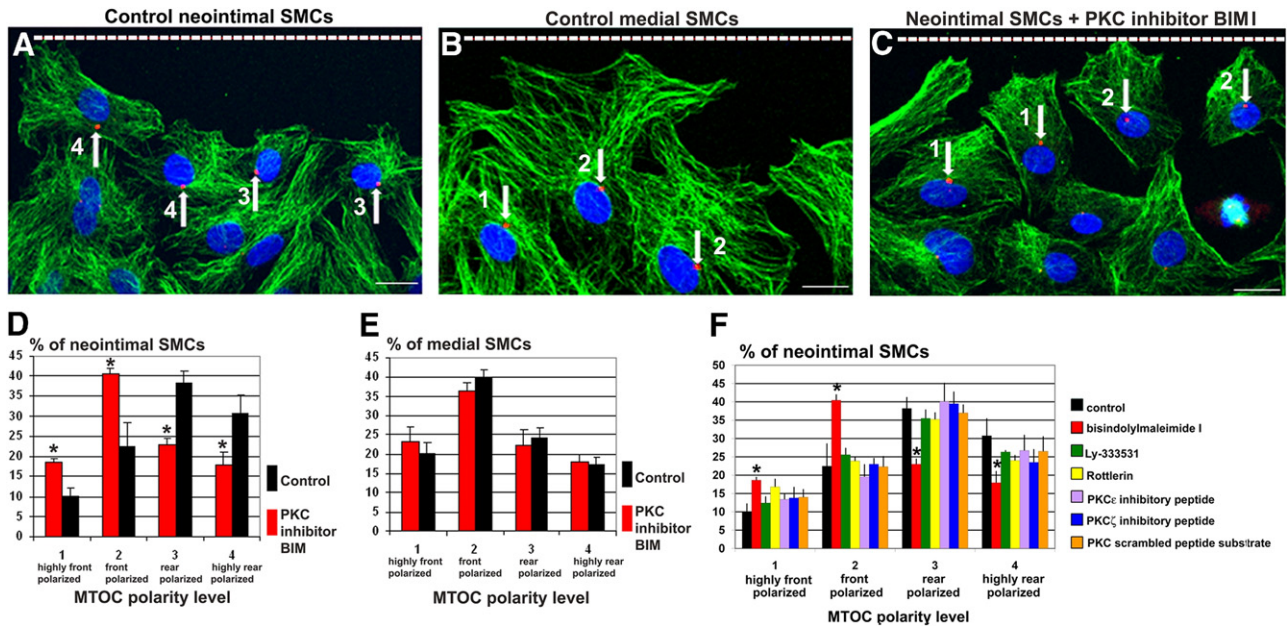 Control neointimal SMCs
Control medial SMCs
Neointimal SMCs + PKC inhibitor BIM I
A
4
4
3
3
B
1
2
2
C
1
1
2
2
D
% of neointimal SMCs
45
40
35
30
25
20
15
10
5
0
*
*
*
*
1
2
3
4
highly front polarized
front polarized
rear polarized
highly rear polarized
MTOC polarity level
Control
PKC
inhibitor
BIM
E
% of medial SMCs
45
40
35
30
25
20
15
10
5
0
1
2
3
4
highly front polarized
front polarized
rear polarized
highly rear polarized
MTOC polarity level
Control
PKC
inhibitor
BIM
F
% of neointimal SMCs
50
45
40
35
30
25
20
15
10
5
0
*
*
*
*
1
2
3
4
highly front polarized
front polarized
rear polarized
highly rear polarized
MTOC polarity level
control
bisindolylmaleimide I
Ly-333531
Rottlerin
PKCε inhibitory peptide
PKCζ inhibitory peptide
PKC scrambled peptide substrate